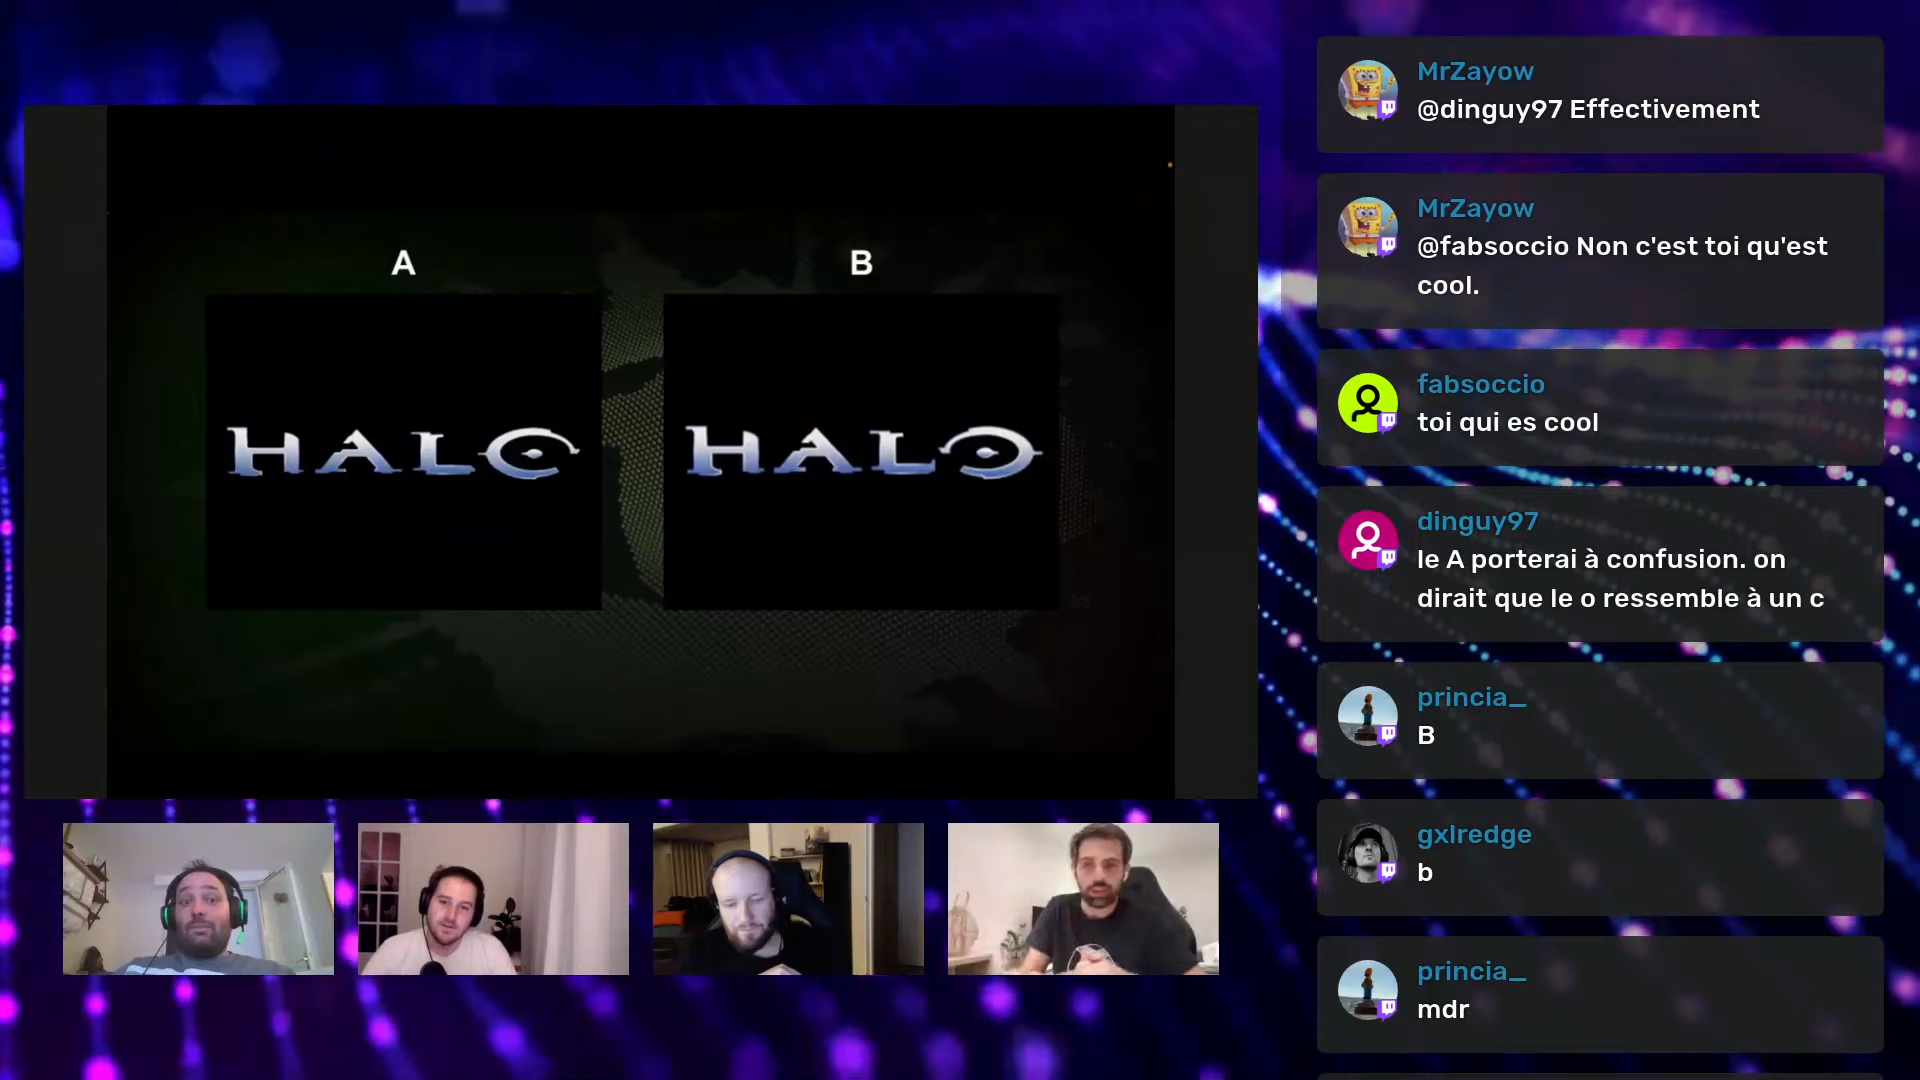 A
B
HALO
HALO
MrZayow
@dinguy97 Effectivement
MrZayow
@fabsoccio Non c'est toi qu'est
cool.
fabsoccio
toi qui es cool
dinguy97
le A porterai à confusion. on
dirait que le o ressemble à un c
princia_
B
gxlredge
b
princia_
mdr